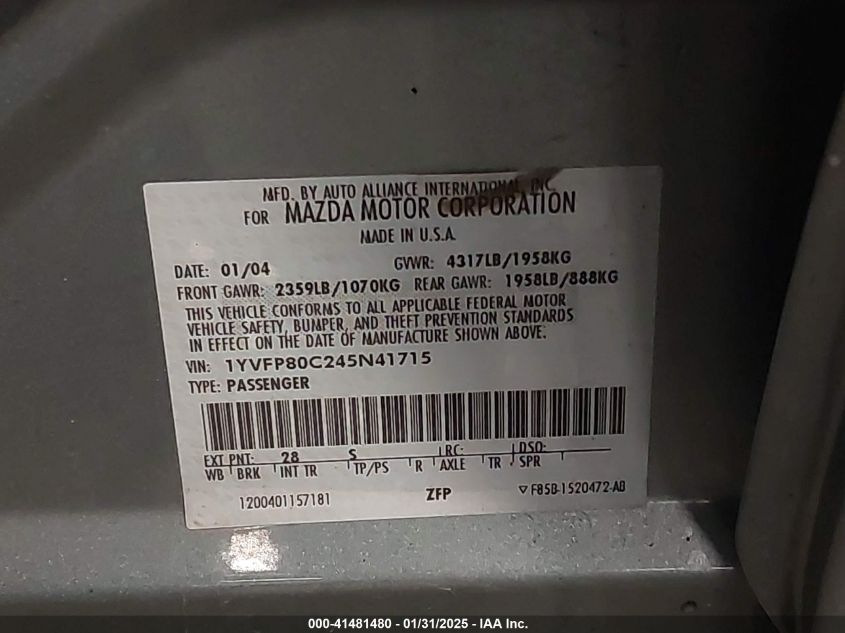 MFD. BY AUTO ALLIANCE INTERNATIONAL, INC.
FOR MAZDA MOTOR CORPORATION
MADE IN U.S.A.
DATE: 01/04 GVWR: 4317LB/1958KG
FRONT GAWR: 2359LB/1070KG REAR GAWR: 1958LB/888KG
THIS VEHICLE CONFORMS TO ALL APPLICABLE FEDERAL MOTOR
VEHICLE SAFETY, BUMPER, AND THEFT PREVENTION STANDARDS
IN EFFECT ON THE DATE OF MANUFACTURE SHOWN ABOVE.
VIN: 1YVFP80C245N41715
TYPE: PASSENGER
EXT PNT: 28 S LRC: DSO:
WB BRK INT TR TP/PS R AXLE TR SPR
1200401157181 ZFP ▽ F85B-1520472-AB
000-41481480 - 01/31/2025 - IAA Inc.